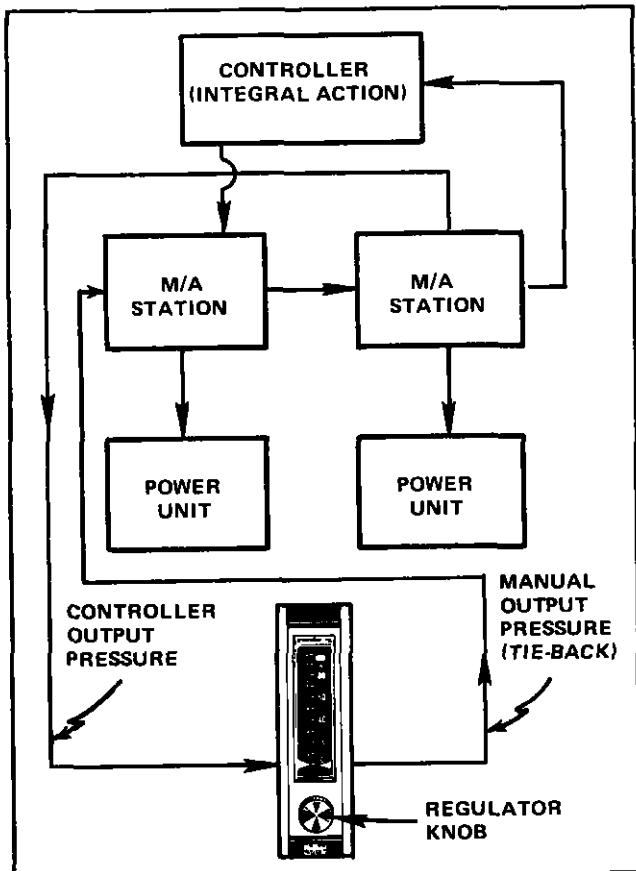 CONTROLLER
(INTEGRAL ACTION)
M/A
STATION
M/A
STATION
POWER
UNIT
POWER
UNIT
CONTROLLER
OUTPUT
PRESSURE
MANUAL
OUTPUT
PRESSURE
(TIE-BACK)
REGULATOR
KNOB